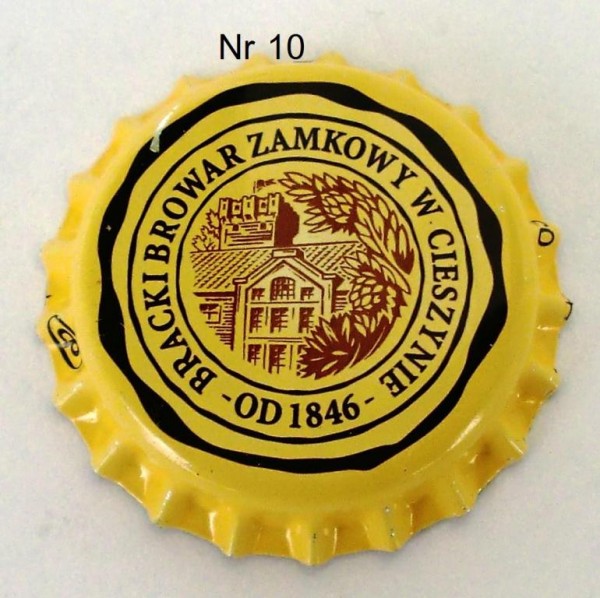 Nr 10
BRACKI BROWAR ZAMKOWY W CIESZYNIE
- OD 1846 -